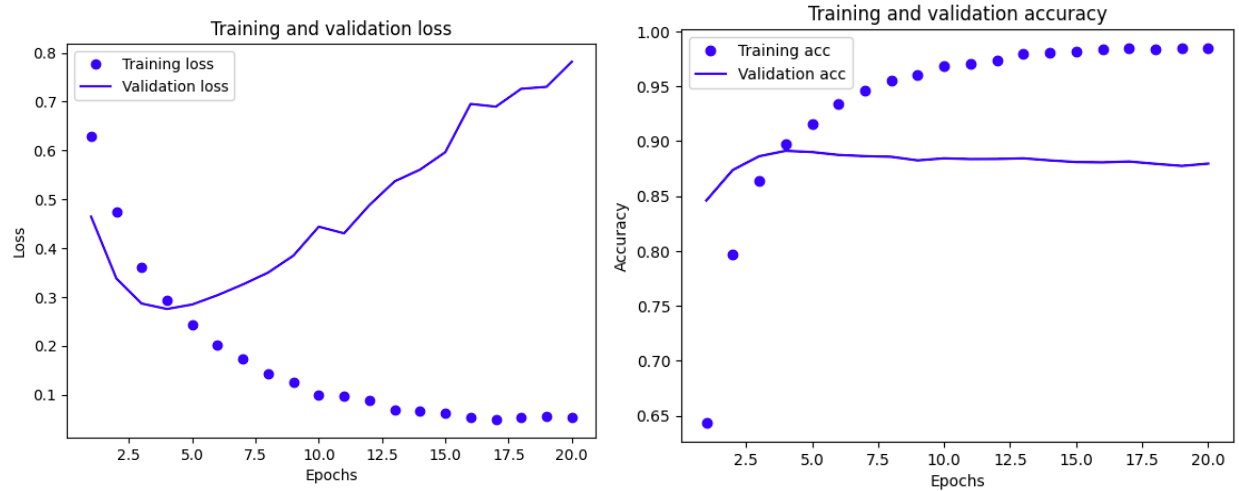 Training and validation loss
Training loss
Validation loss
0.8
0.7
0.6
0.5
0.4
0.3
0.2
0.1
Loss
2.5 5.0 7.5 10.0 12.5 15.0 17.5 20.0
Epochs
Training and validation accuracy
Training acc
Validation acc
1.00
0.95
0.90
0.85
0.80
0.75
0.70
0.65
Accuracy
2.5 5.0 7.5 10.0 12.5 15.0 17.5 20.0
Epochs